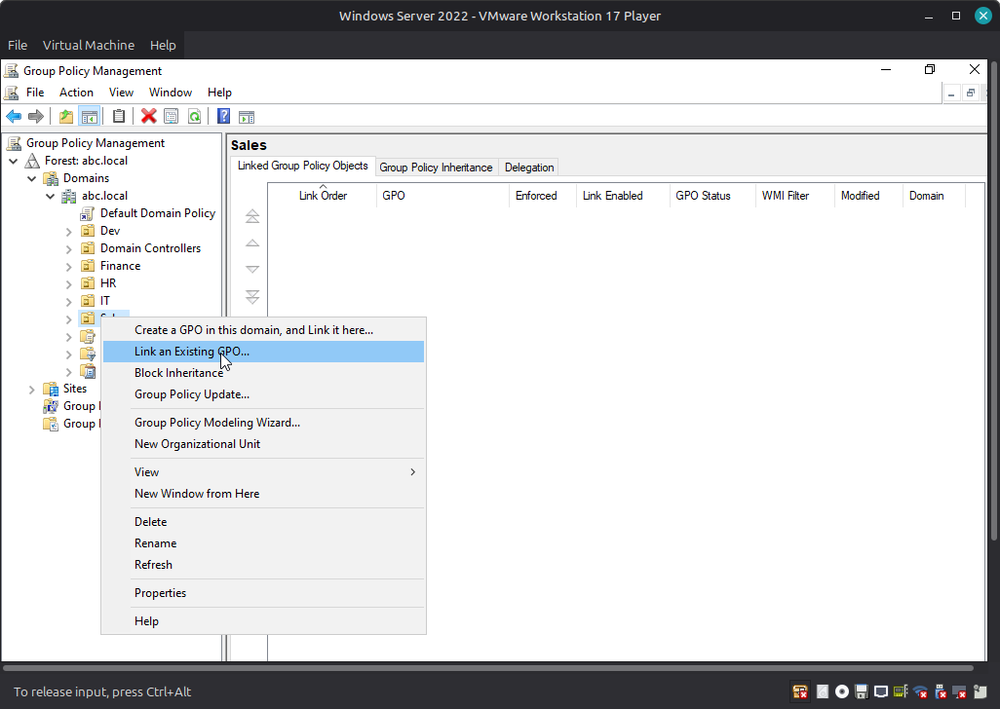 Windows Server 2022 - VMware Workstation 17 Player
File Virtual Machine Help
Group Policy Management
File Action View Window Help
Group Policy Management
Forest: abc.local
Domains
abc.local
Default Domain Policy
Dev
Domain Controllers
Finance
HR
IT
Sites
Group
Group
Sales
Linked Group Policy Objects Group Policy Inheritance Delegation
Link Order GPO Enforced Link Enabled GPO Status WMI Filter Modified Domain
Create a GPO in this domain, and Link it here...
Link an Existing GPO...
Block Inheritance
Group Policy Update...
Group Policy Modeling Wizard...
New Organizational Unit
View
New Window from Here
Delete
Rename
Refresh
Properties
Help
To release input, press Ctrl+Alt